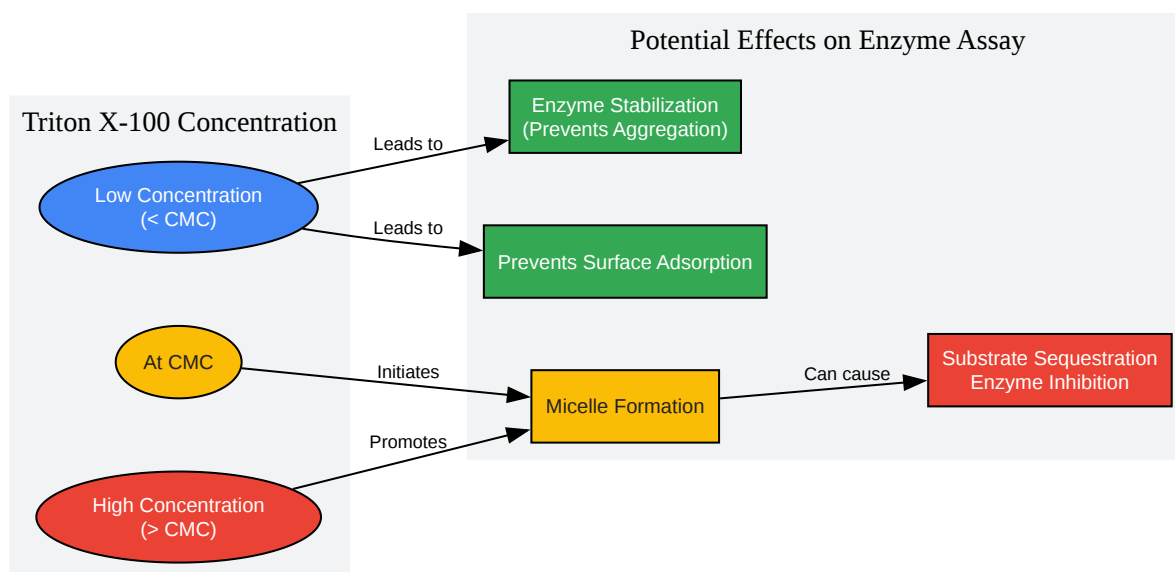 Potential Effects on Enzyme Assay
Triton X-100 Concentration
Enzyme Stabilization
(Prevents Aggregation)
Leads to
Low Concentration
(< CMC)
Leads to
Prevents Surface Adsorption
At CMC
Initiates
Micelle Formation
Can cause
Substrate Sequestration
Enzyme Inhibition
Promotes
High Concentration
(> CMC)